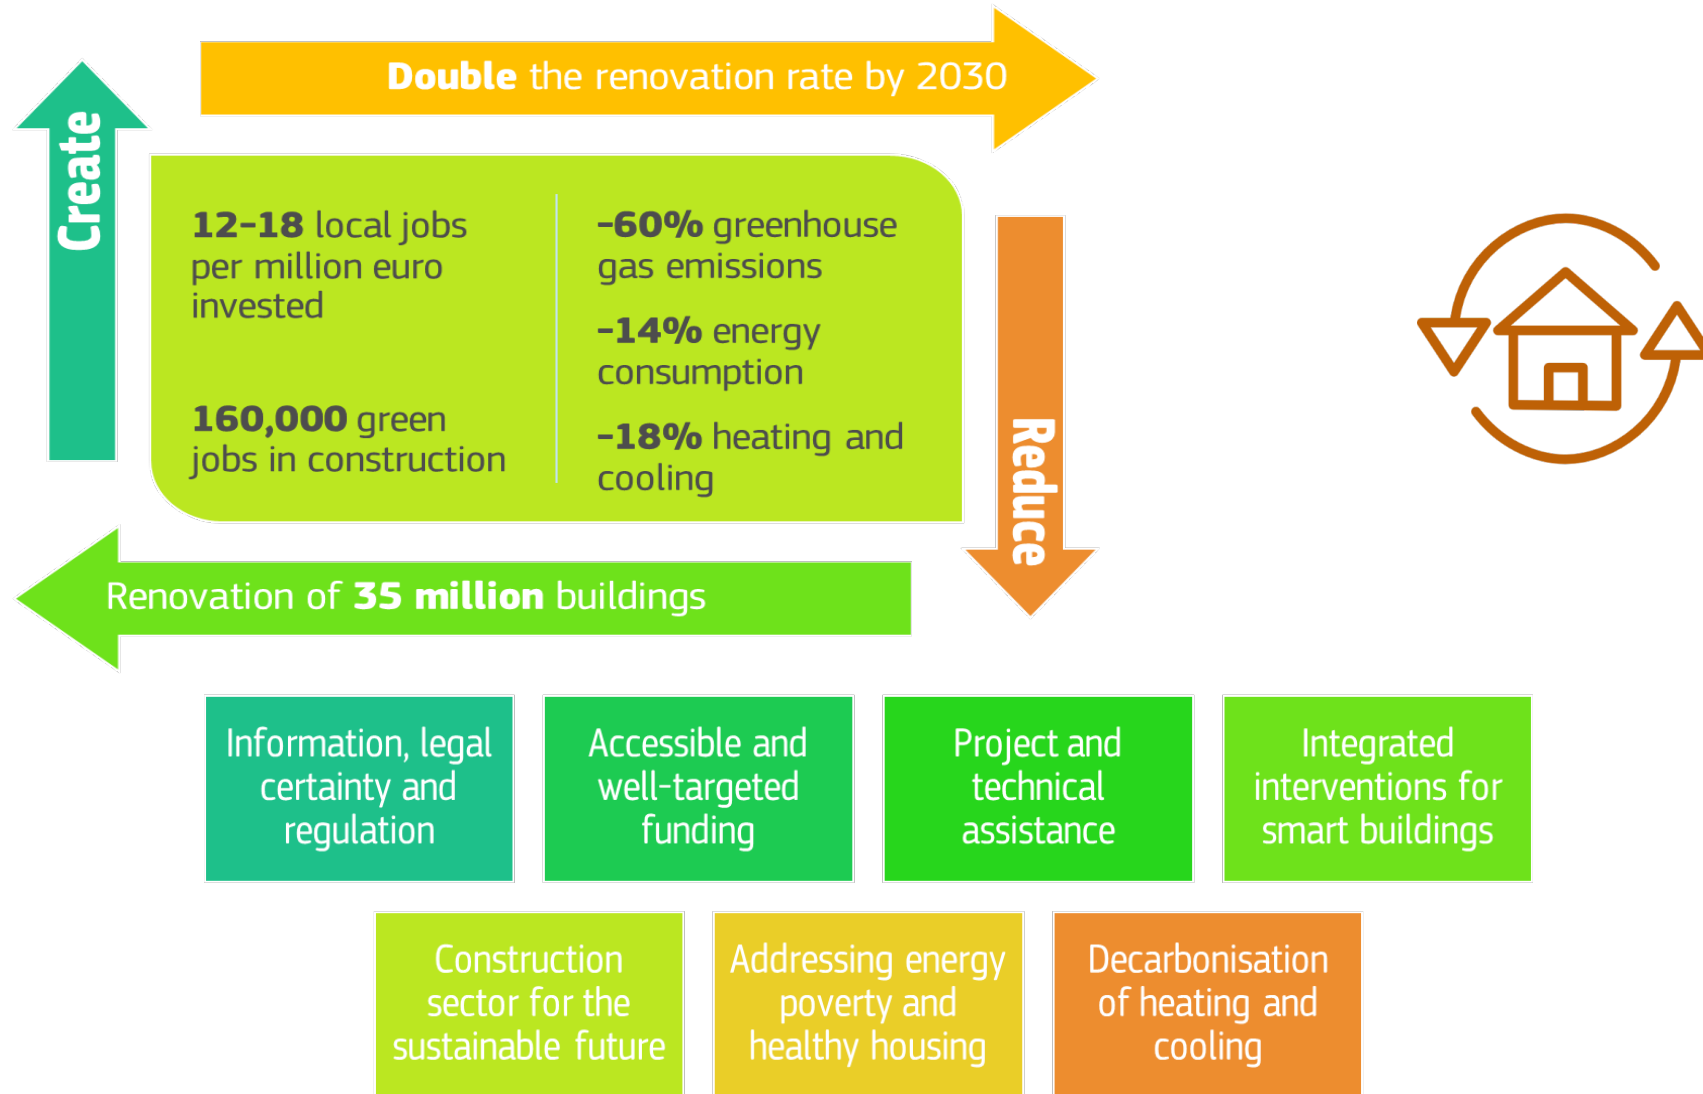 Double the renovation rate by 2030
Create
12-18 local jobs
per million euro
invested
160,000 green
jobs in construction
-60% greenhouse
gas emissions
-14% energy
consumption
-18% heating and
cooling
Reduce
Renovation of 35 million buildings
Information, legal
certainty and
regulation
Accessible and
well-targeted
funding
Project and
technical
assistance
Integrated
interventions for
smart buildings
Construction
sector for the
sustainable future
Addressing energy
poverty and
healthy housing
Decarbonisation
of heating and
cooling